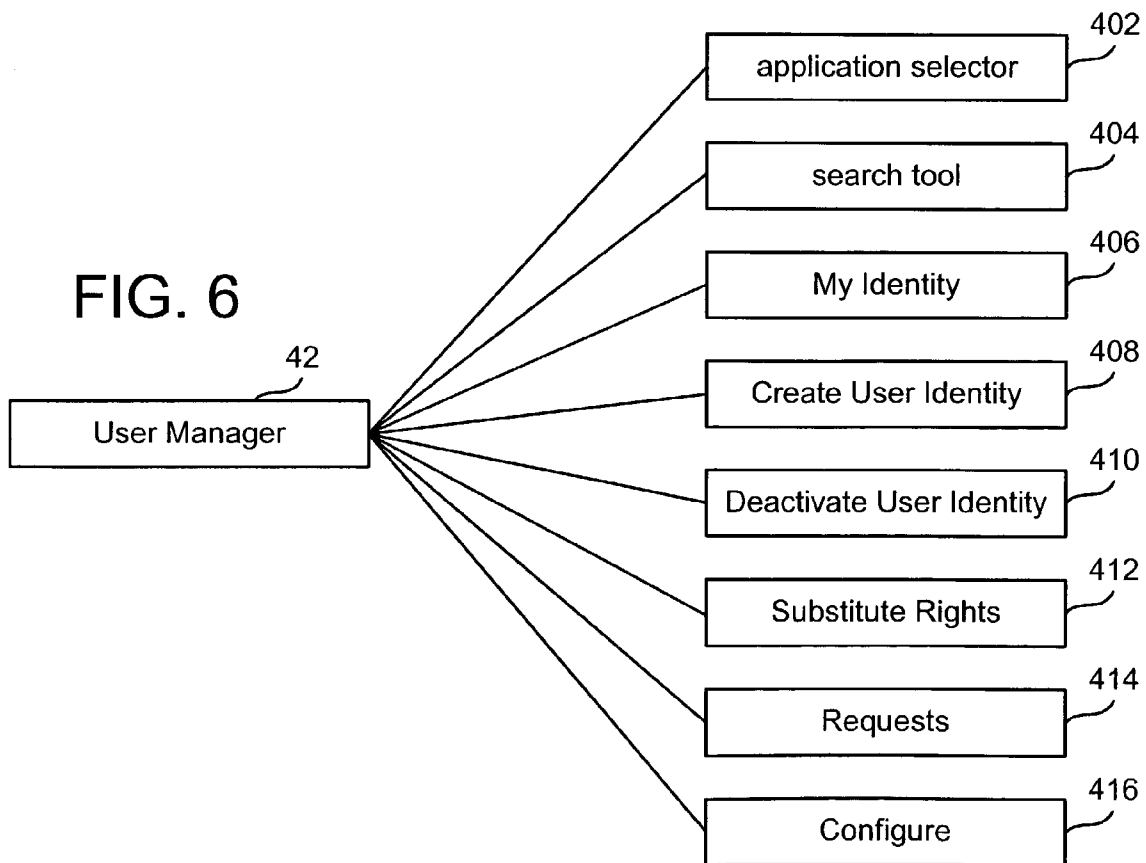 402
application selector
404
search tool
406
My Identity
FIG. 6
408
Create User Identity
42
User Manager
410
Deactivate User Identity
412
Substitute Rights
414
Requests
416
Configure